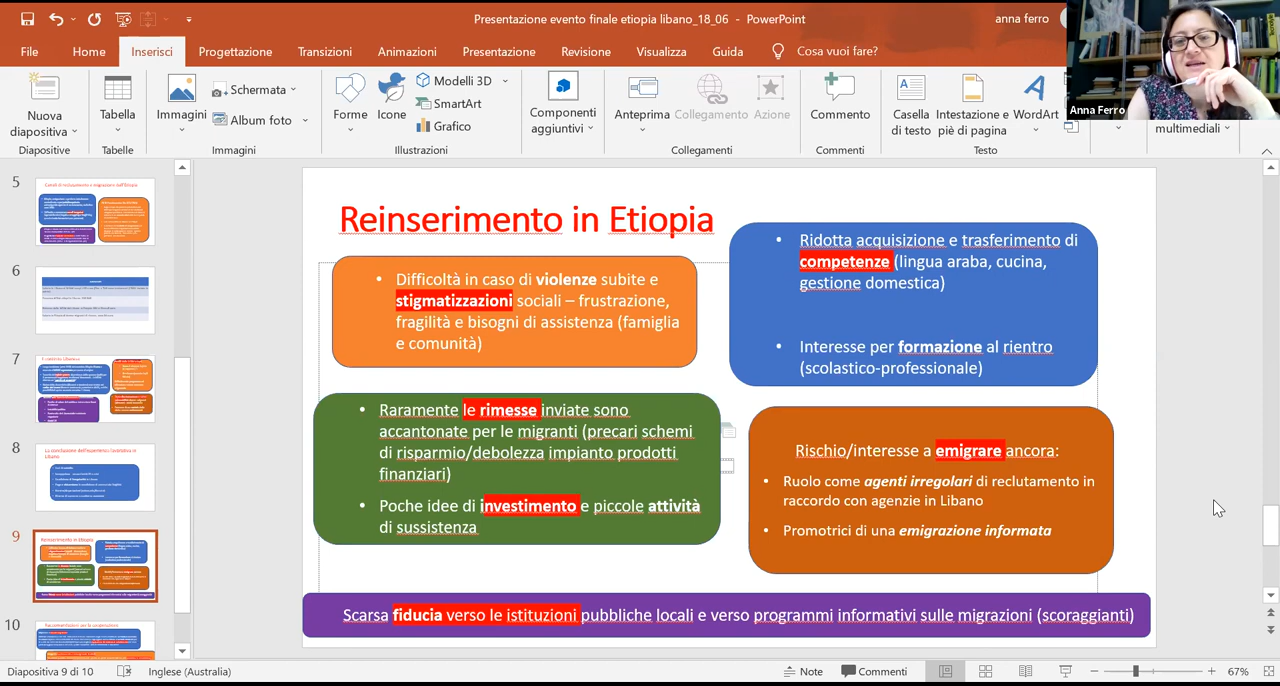 Presentazione evento finale etiopia libano_18_06 - PowerPoint
anna ferro
File
Home
Inserisci
Progettazione
Transizioni
Animazioni
Presentazione
Revisione
Visualizza
Guida
Cosa vuoi fare?
Anna Ferro
Nuova
diapositiva
Diapositive
Tabella
Tabelle
Immagini
Schermata
Album foto
Immagini
Forme
Icone
Modelli 3D
SmartArt
Grafico
Illustrazioni
Componenti
aggiuntivi
Anteprima
Collegamento
Azione
Collegamenti
Commento
Commenti
Casella
di testo
Intestazione e
piè di pagina
WordArt
Testo
multimediali
5
6
7
8
9
10
Reinserimento in Etiopia
• Difficoltà in caso di violenze subite e
stigmatizzazioni sociali – frustrazione,
fragilità e bisogni di assistenza (famiglia
e comunità)
• Ridotta acquisizione e trasferimento di
competenze (lingua araba, cucina,
gestione domestica)
• Interesse per formazione al rientro
(scolastico-professionale)
• Raramente le rimesse inviate sono
accantonate per le migranti (precari schemi
di risparmio/debolezza impianto prodotti
finanziari)
• Poche idee di investimento e piccole attività
di sussistenza
Rischio/interesse a emigrare ancora:
• Ruolo come agenti irregolari di reclutamento in
raccordo con agenzie in Libano
• Promotrici di una emigrazione informata
Scarsa fiducia verso le istituzioni pubbliche locali e verso programmi informativi sulle migrazioni (scoraggianti)
Diapositiva 9 di 10
Inglese (Australia)
Note
Commenti
67%